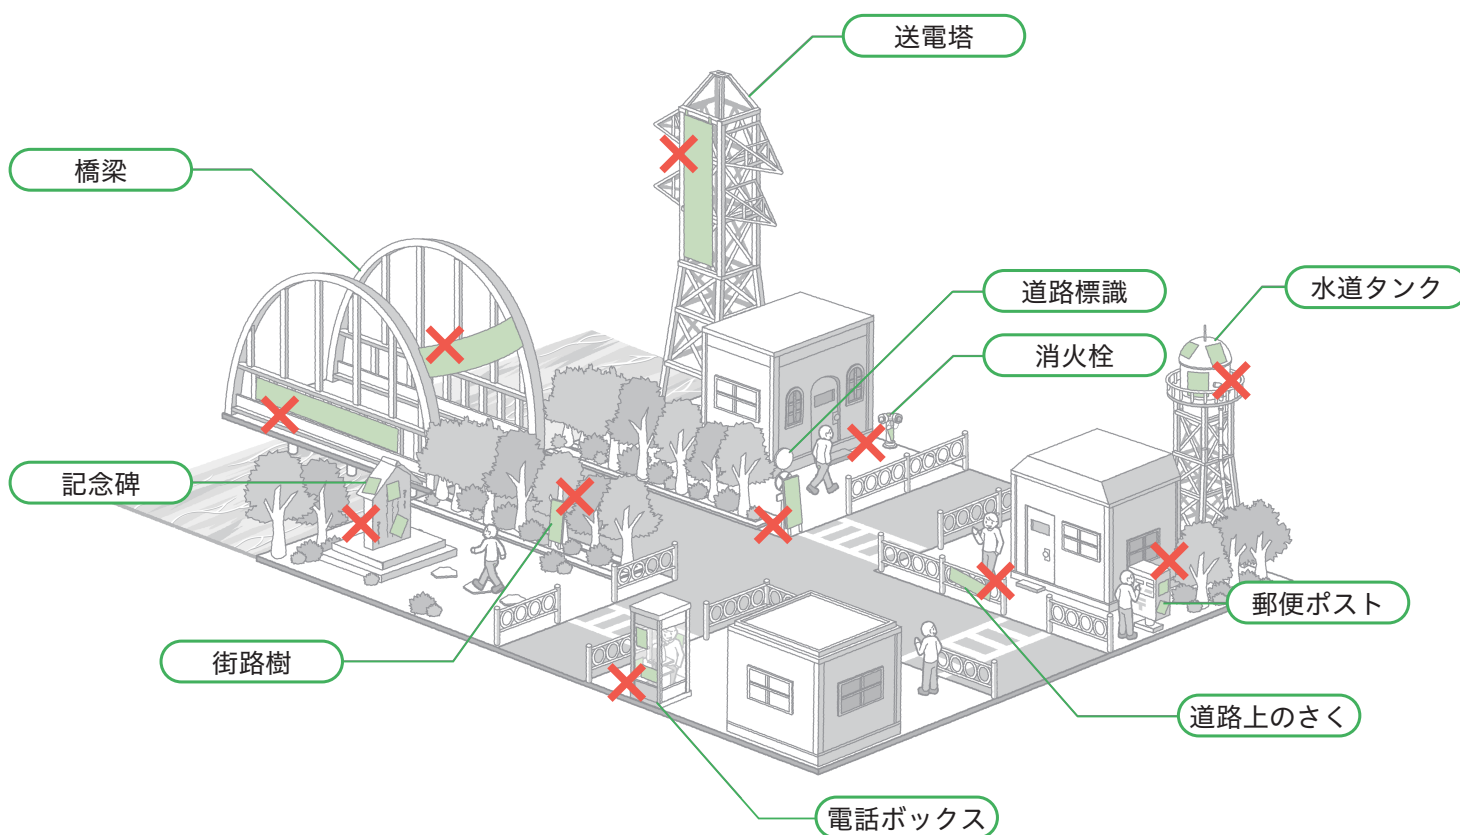 送電塔
橋梁
道路標識
水道タンク
消火栓
記念碑
郵便ポスト
街路樹
道路上のさく
電話ボックス